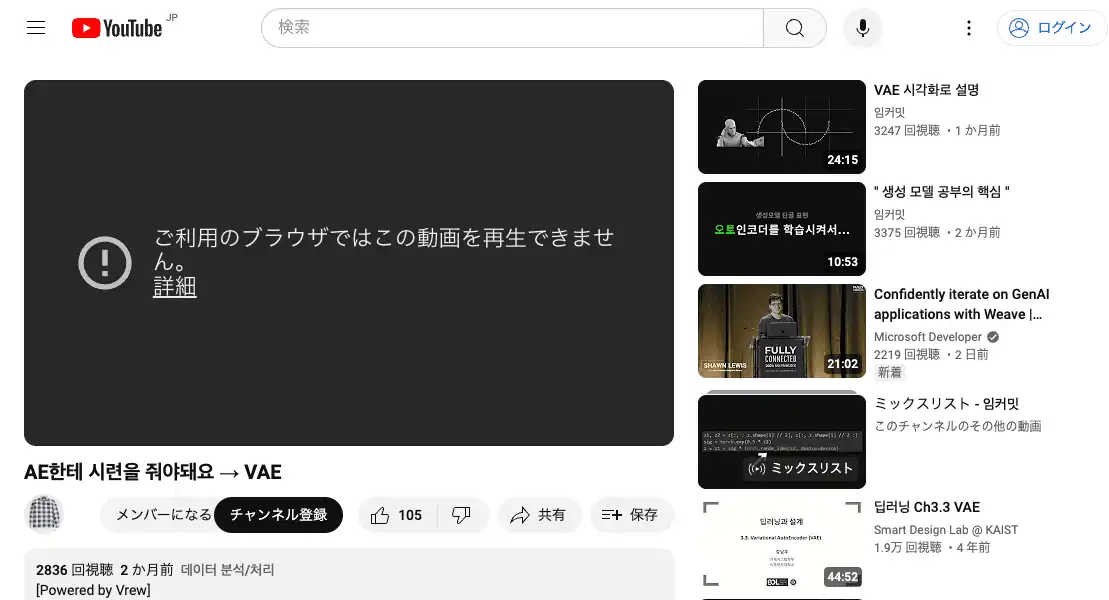 YouTube JP
検索
ログイン
ご利用のブラウザではこの動画を再生できませ
ん。
詳細
AE한테 시련을 줘야돼요 → VAE
メンバーになる
チャンネル登録
105
共有
保存
2836 回視聴 2 か月前 데이터 분석/처리
[Powered by Vrew]
24:15
VAE 시각화로 설명
임커밋
3247 回視聴 ・1 か月前
생성모델 단골 표현
오토인코더를 학습시켜서...
10:53
" 생성 모델 공부의 핵심 "
임커밋
3375 回視聴 ・2 か月前
FULLY
CONNECTED
SHAWN LEWIS
21:02
Confidently iterate on GenAI
applications with Weave |...
Microsoft Developer
2219 回視聴 ・2 日前
新着
ミックスリスト
ミックスリスト - 임커밋
このチャンネルのその他の動画
딥러닝과 설계
3.3. Variational AutoEncoder (VAE)
44:52
딥러닝 Ch3.3 VAE
Smart Design Lab @ KAIST
1.9万 回視聴 ・4 年前